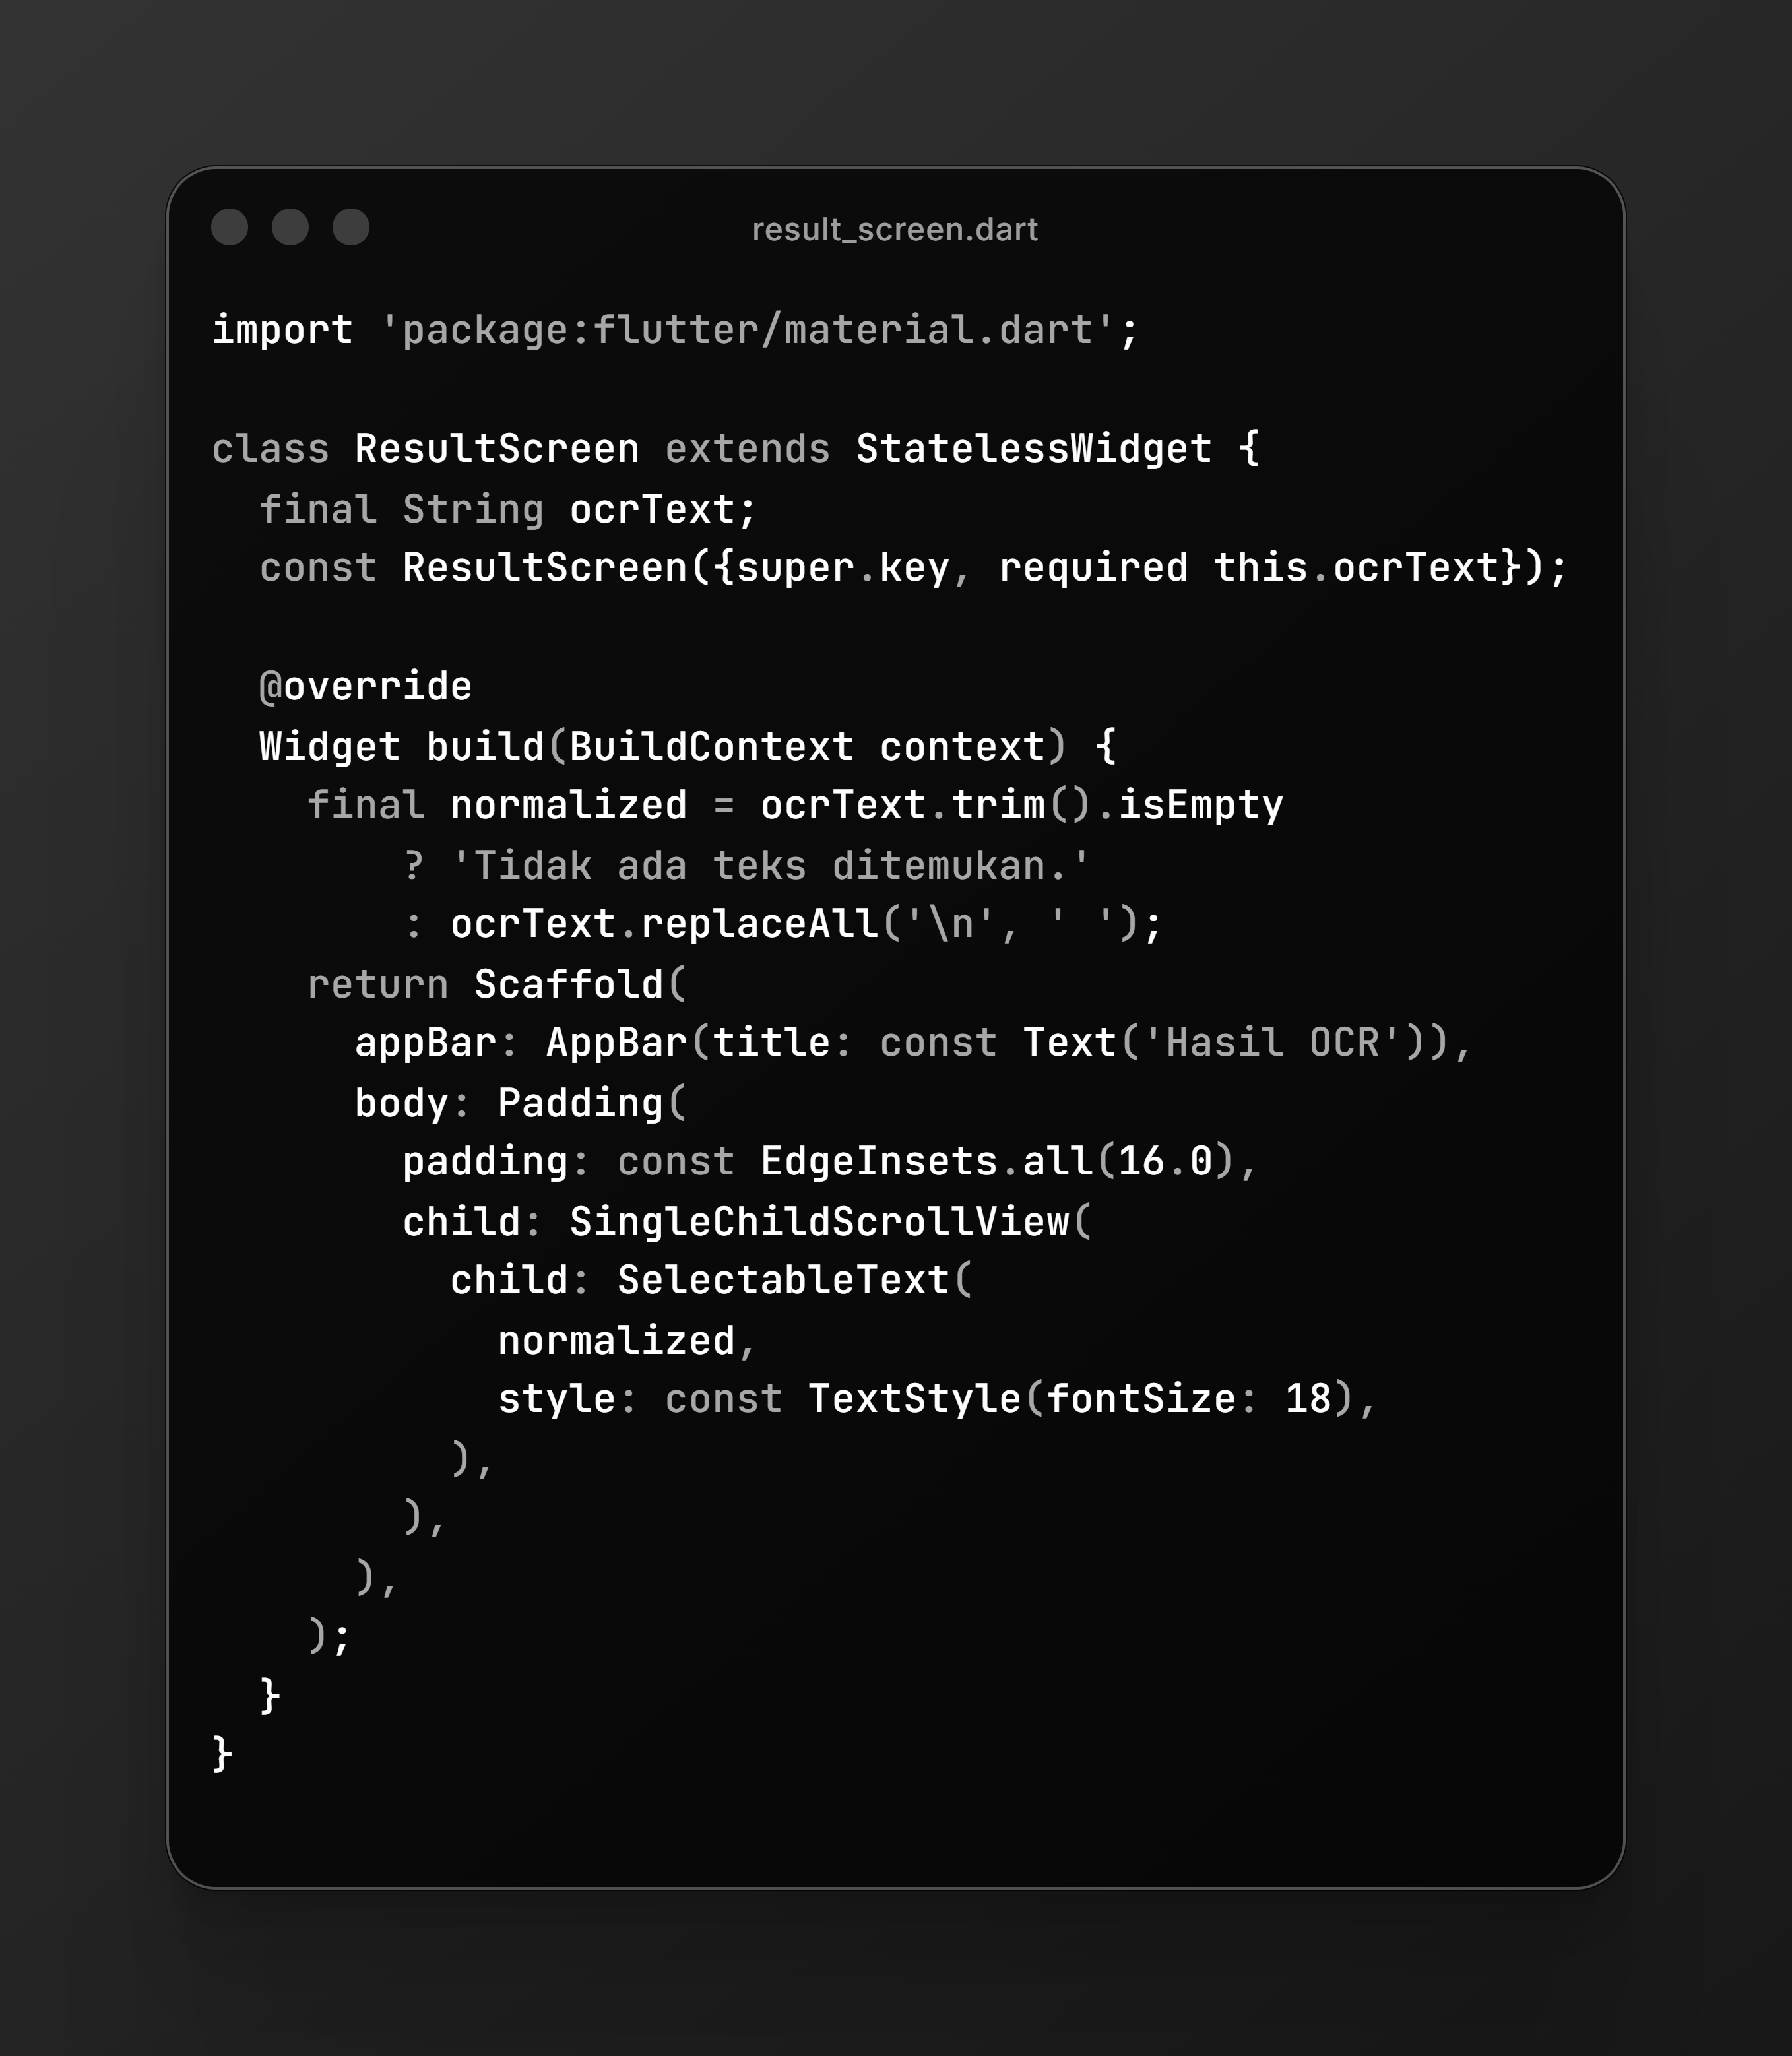 result_screen.dart
import 'package:flutter/material.dart';

class ResultScreen extends StatelessWidget {
  final String ocrText;
  const ResultScreen({super.key, required this.ocrText});

  @override
  Widget build(BuildContext context) {
    final normalized = ocrText.trim().isEmpty
        ? 'Tidak ada teks ditemukan.'
        : ocrText.replaceAll('\n', ' ');
    return Scaffold(
      appBar: AppBar(title: const Text('Hasil OCR')),
      body: Padding(
        padding: const EdgeInsets.all(16.0),
        child: SingleChildScrollView(
          child: SelectableText(
            normalized,
            style: const TextStyle(fontSize: 18),
          ),
        ),
      ),
    );
  }
}